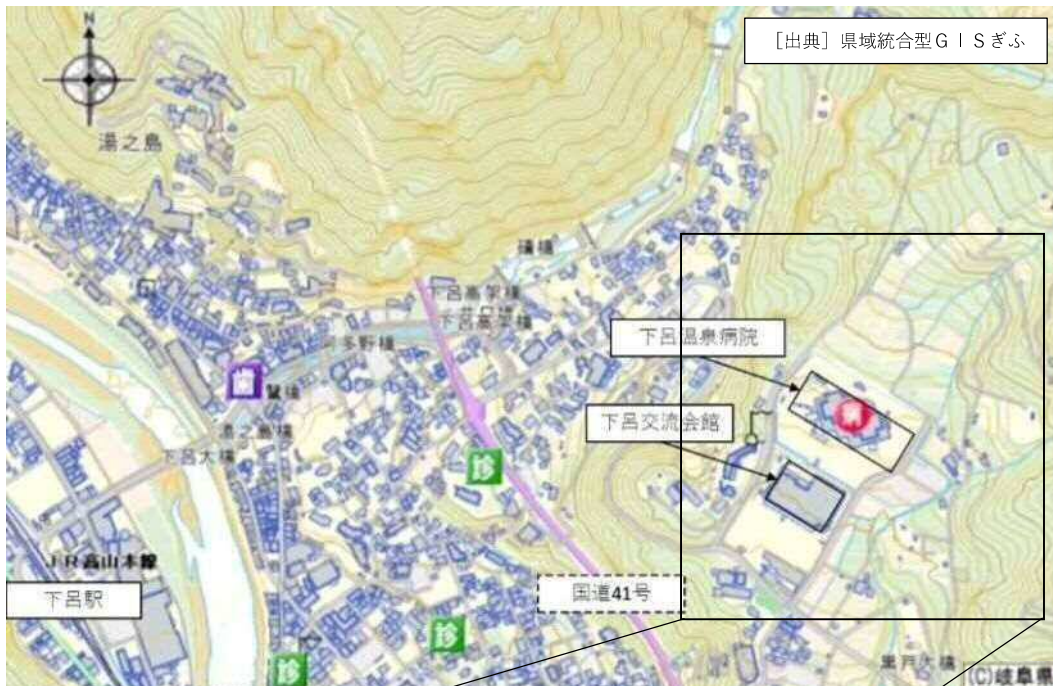 ［出典］県域統合型ＧＩＳぎふ
N
湯之島
下呂高架橋
下呂高架橋
下呂温泉病院
多野橋
歯
鷺橋
下呂交流会館
湯之島橋
下呂大橋
診
ＪＲ高山本線
下呂駅
国道41号
診
診
(C)岐阜県